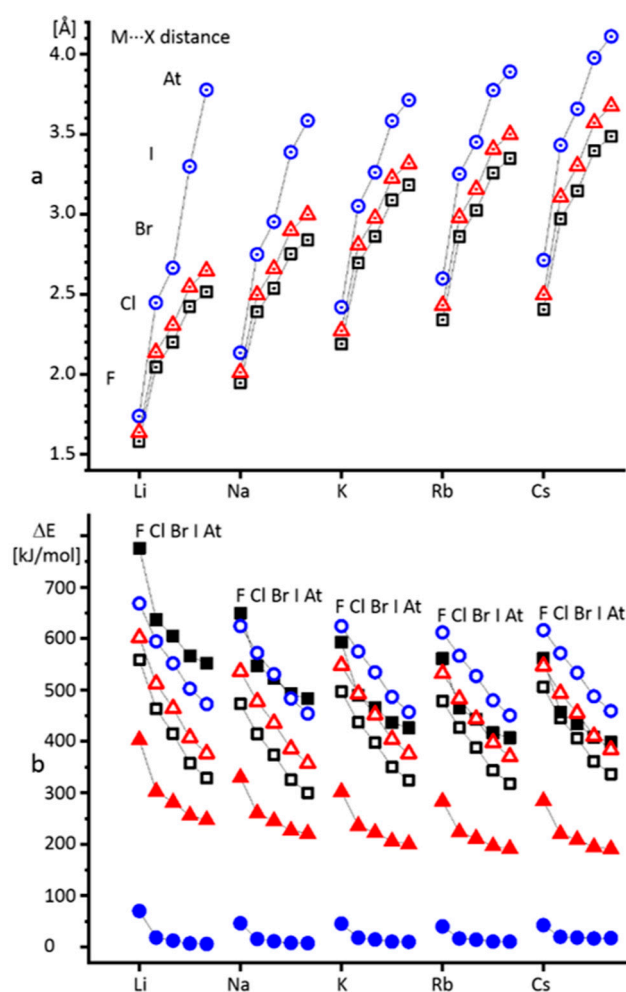 [Å]
M···X distance
4.0
At
3.5
I
a
3.0
Br
2.5
Cl
2.0
F
1.5
Li Na K Rb Cs
ΔE
[kJ/mol]
F Cl Br I At
F Cl Br I At F Cl Br I At F Cl Br I At F Cl Br I At
700
600
500
400
b
300
200
100
0
Li Na K Rb Cs